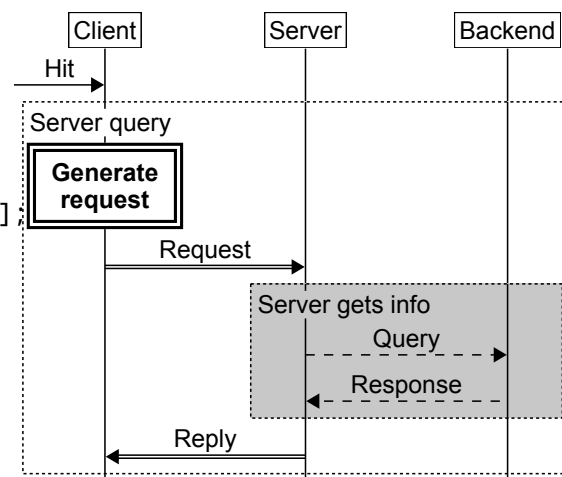 Client Server Backend
Hit
Server query
Generate
request
];
Request
Server gets info
Query
Response
Reply